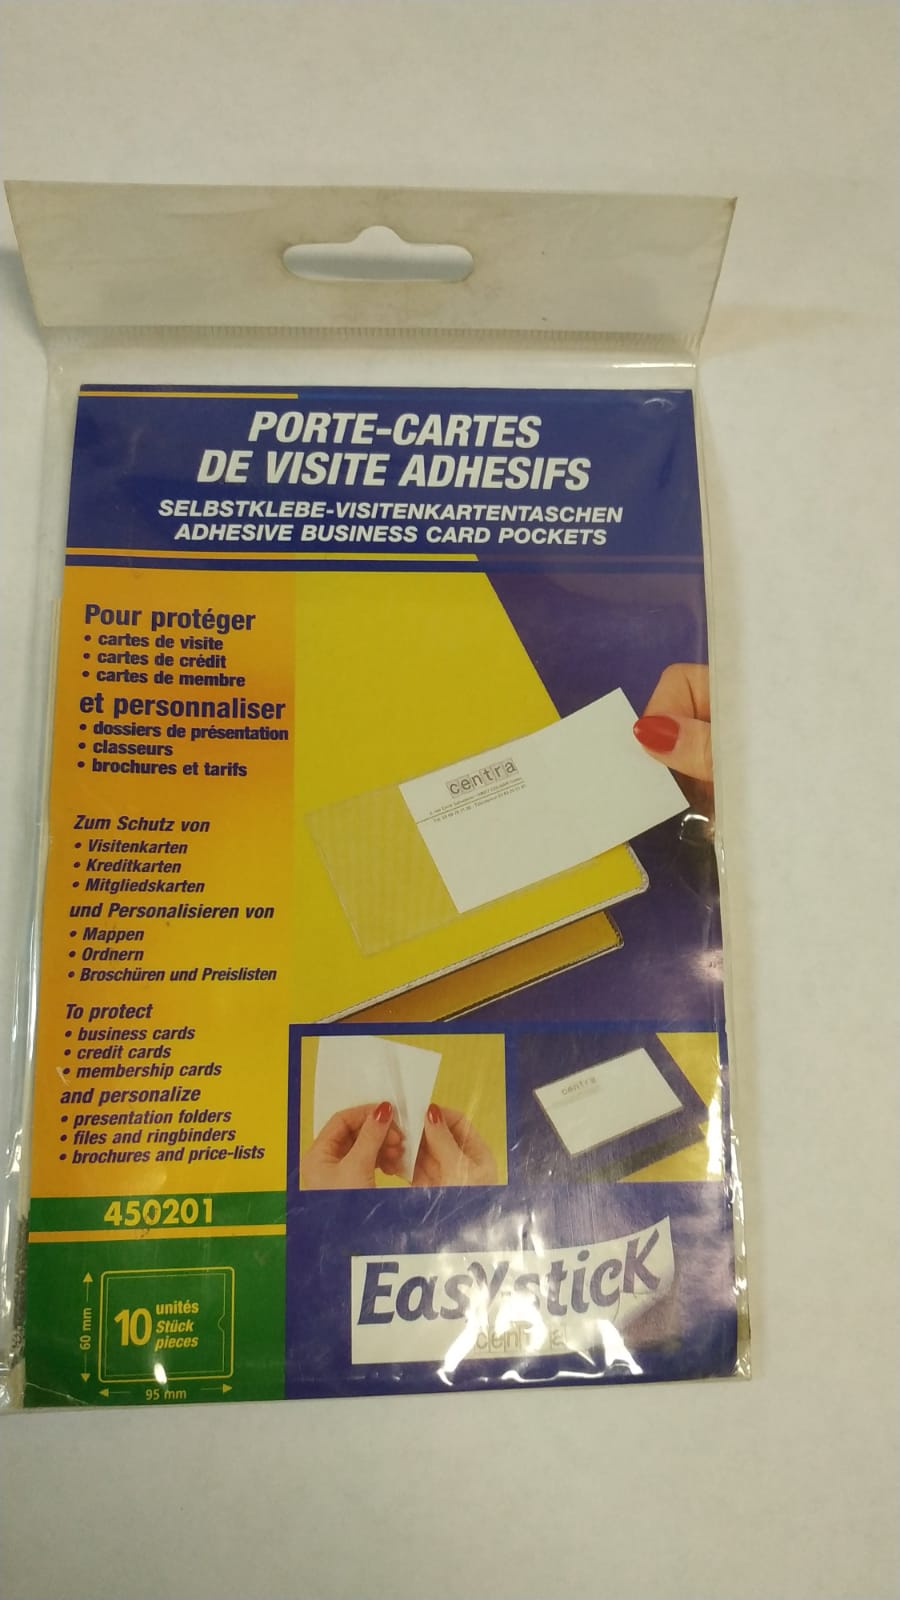 PORTE-CARTES
DE VISITE ADHESIFS
SELBSTKLEBE-VISITENKARTENTASCHEN
ADHESIVE BUSINESS CARD POCKETS
Pour protéger
• cartes de visite
• cartes de crédit
• cartes de membre
et personnaliser
• dossiers de présentation
• classeurs
• brochures et tarifs
Zum Schutz von
• Visitenkarten
• Kreditkarten
• Mitgliedskarten
und Personalisieren von
• Mappen
• Ordnern
• Broschüren und Preislisten
To protect
• business cards
• credit cards
• membership cards
and personalize
• presentation folders
• files and ringbinders
• brochures and price-lists
centra
centra
450201
60 mm
10 unités
Stück
pieces
95 mm
Easy-stick
centra